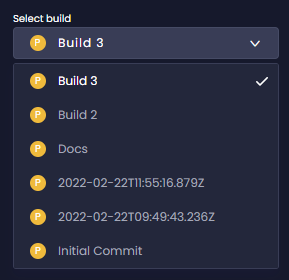 Select build
P Build 3
P Build 3
P Build 2
P Docs
P 2022-02-22T11:55:16.879Z
P 2022-02-22T09:49:43.236Z
P Initial Commit